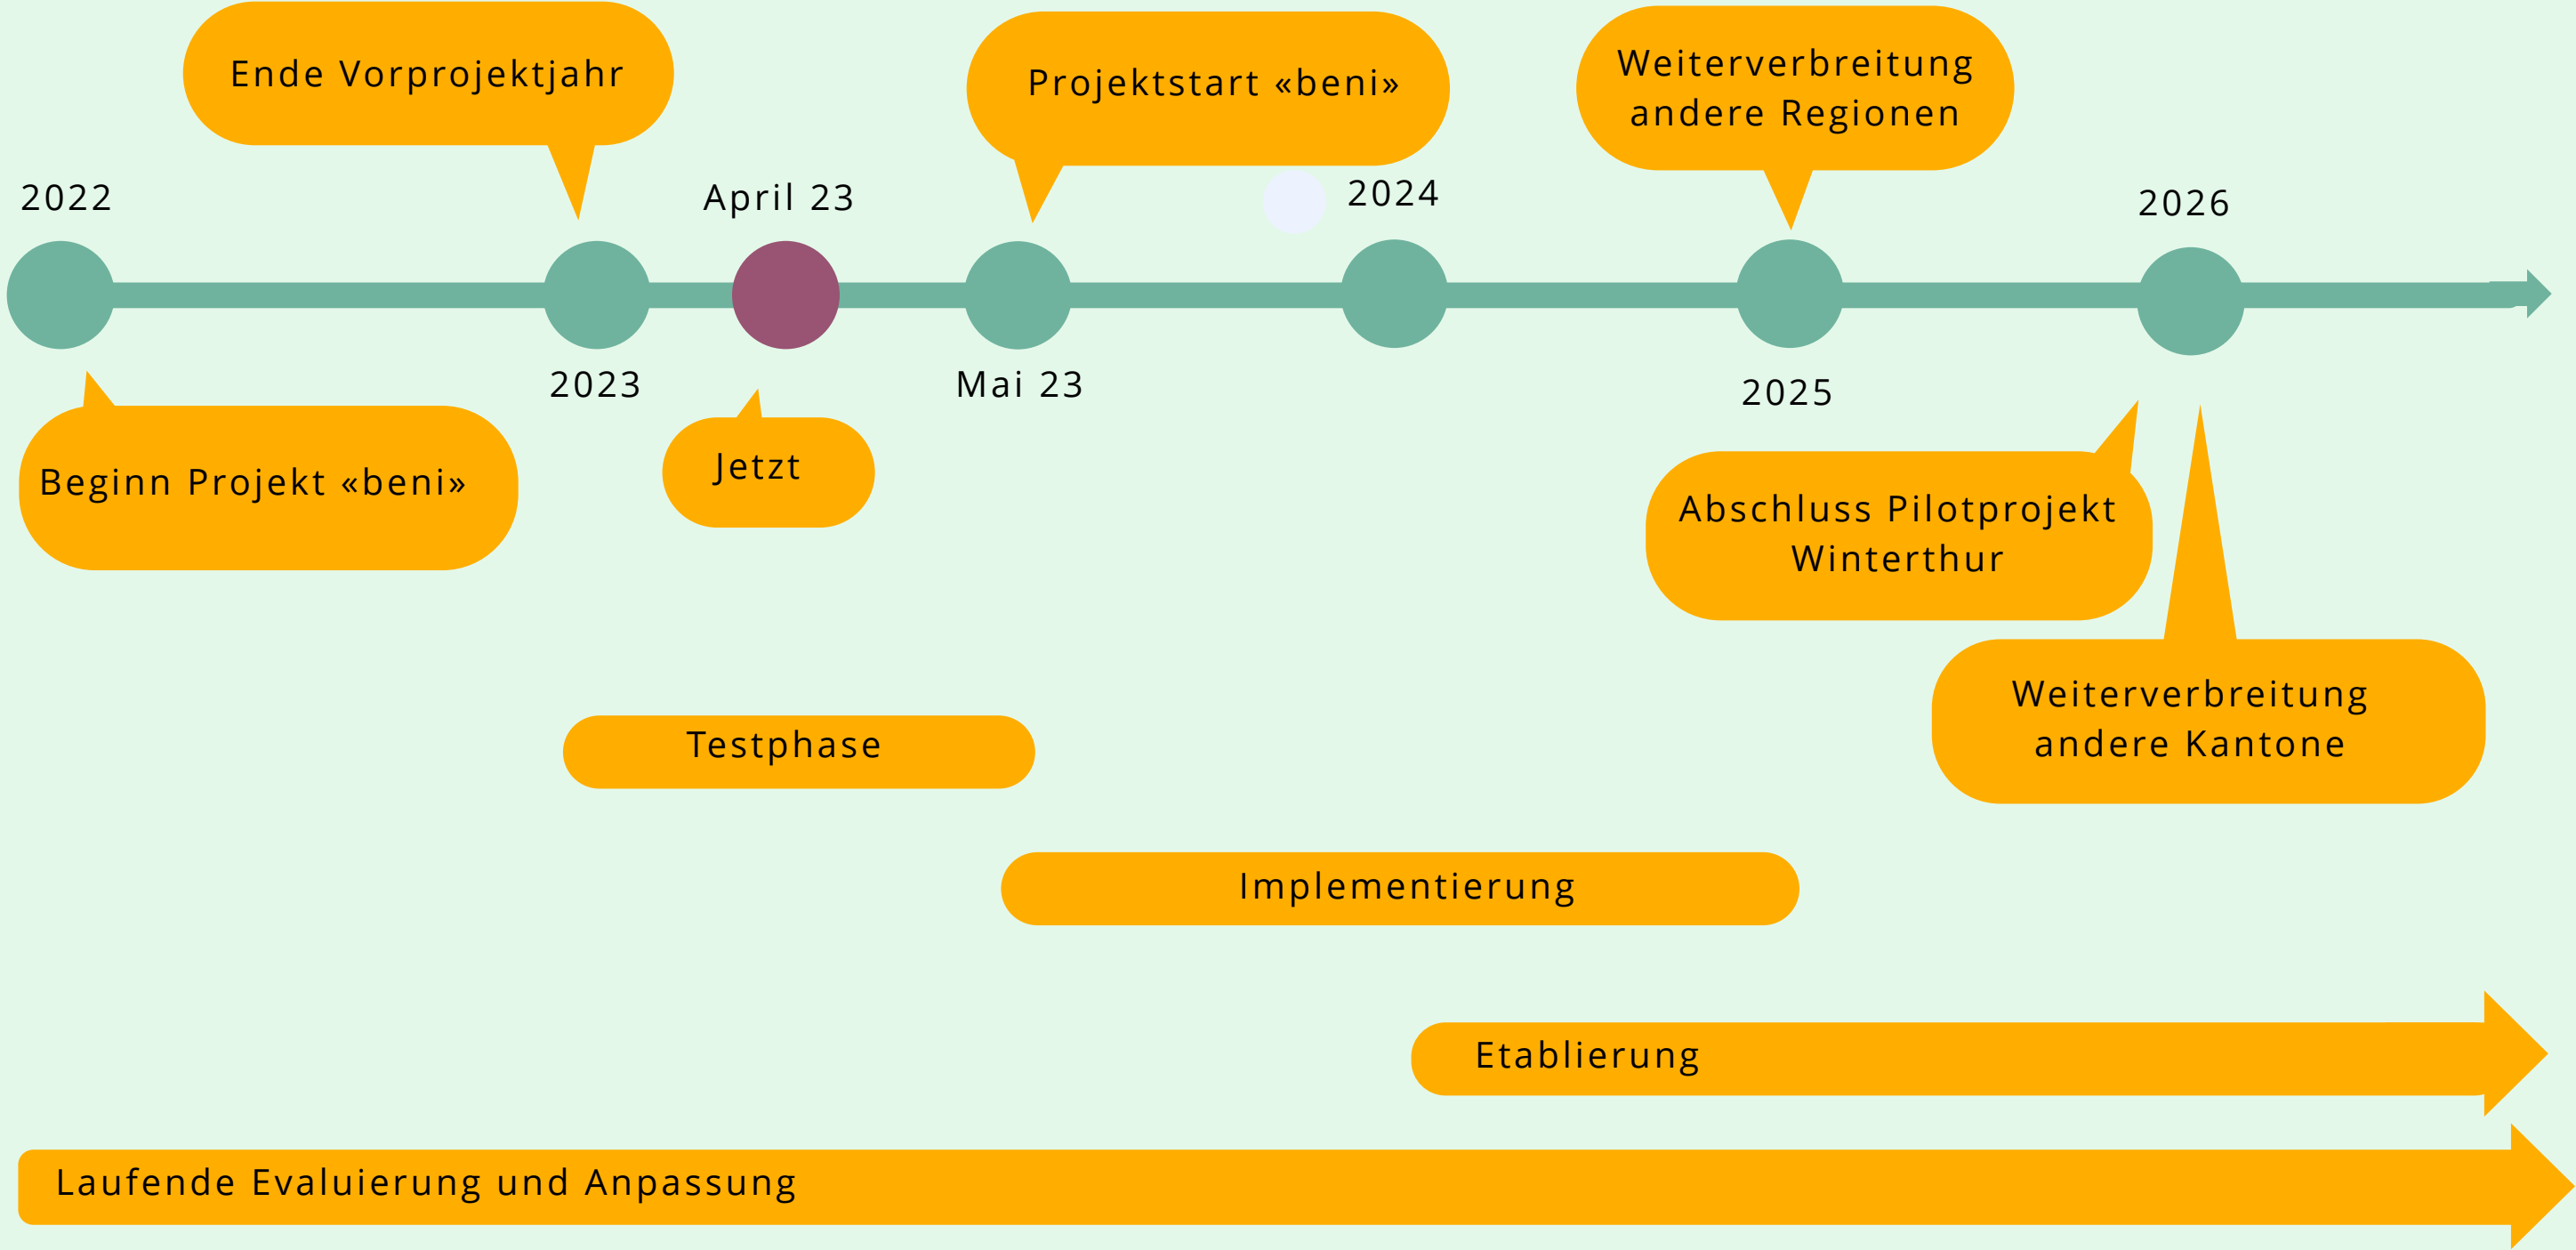 Ende Vorprojektjahr
Projektstart «beni»
Weiterverbreitung
andere Regionen
2022
April 23
2024
2026
2023
Mai 23
2025
Beginn Projekt «beni»
Jetzt
Abschluss Pilotprojekt
Winterthur
Weiterverbreitung
andere Kantone
Testphase
Implementierung
Etablierung
Laufende Evaluierung und Anpassung